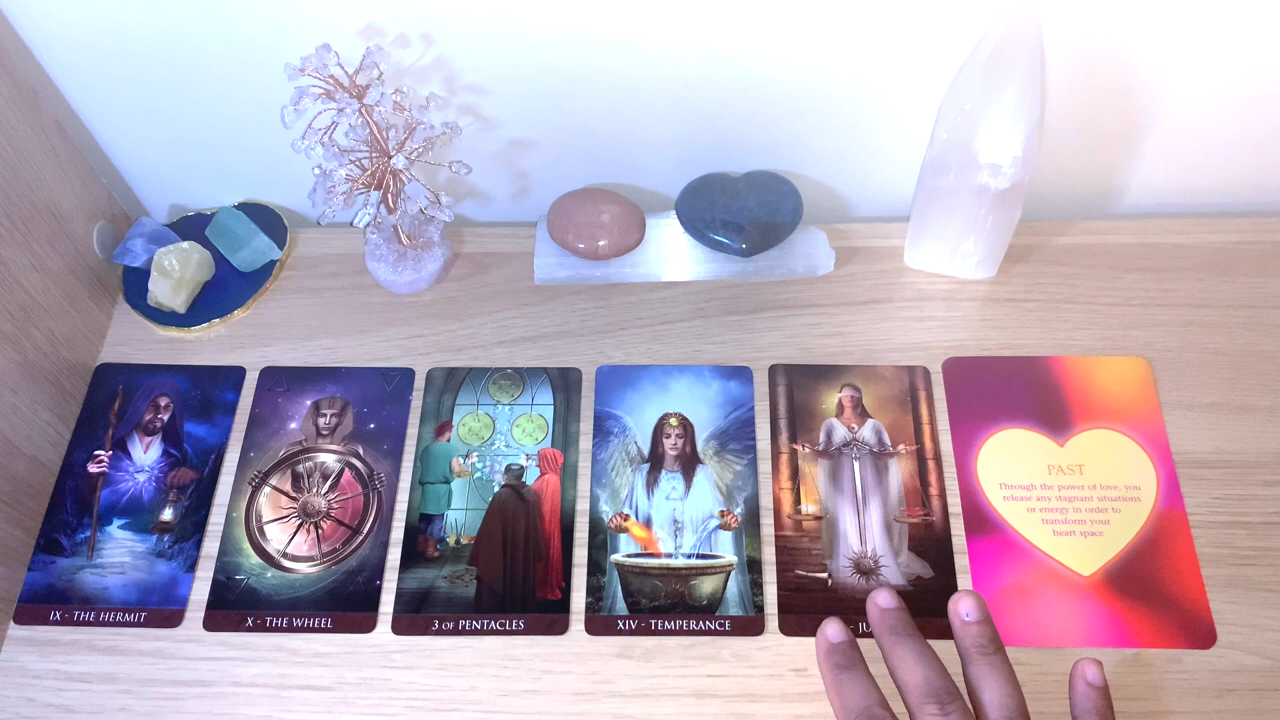 IX - THE HERMIT
X - THE WHEEL
3 OF PENTACLES
XIV - TEMPERANCE
PAST
Through the power of love, you
release any stagnant situations
or energy in order to
transform your
heart space